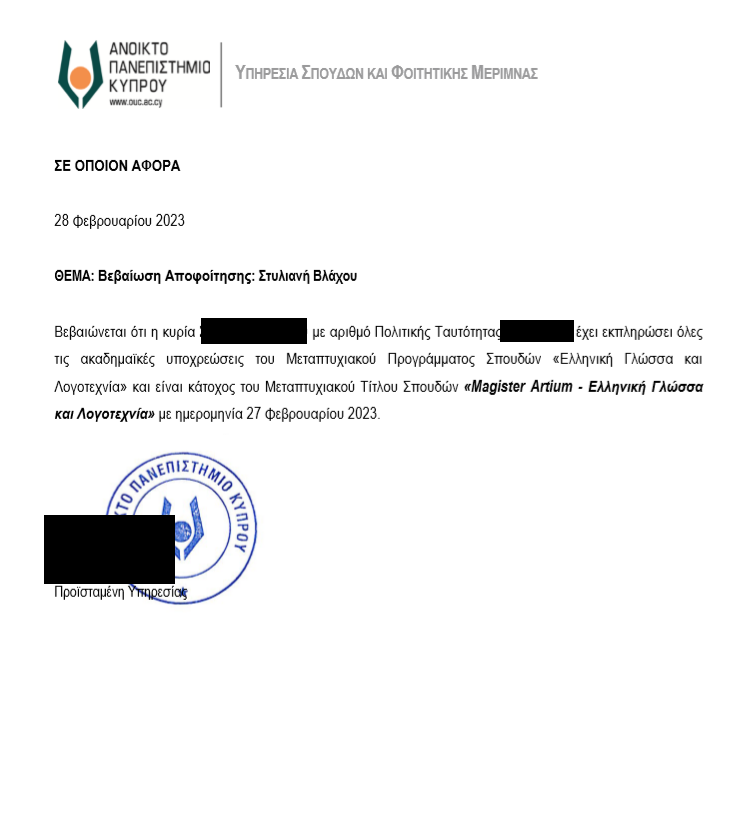 ΑΝΟΙΚΤΟ
ΠΑΝΕΠΙΣΤΗΜΙΟ
ΚΥΠΡΟΥ
www.ouc.ac.cy
ΥΠΗΡΕΣΙΑ ΣΠΟΥΔΩΝ ΚΑΙ ΦΟΙΤΗΤΙΚΗΣ ΜΕΡΙΜΝΑΣ
ΣΕ ΟΠΟΙΟΝ ΑΦΟΡΑ
28 Φεβρουαρίου 2023
ΘΕΜΑ: Βεβαίωση Αποφοίτησης: Στυλιανή Βλάχου
Βεβαιώνεται ότι η κυρία με αριθμό Πολιτικής Ταυτότητας έχει εκπληρώσει όλες
τις ακαδημαϊκές υποχρεώσεις του Μεταπτυχιακού Προγράμματος Σπουδών «Ελληνική Γλώσσα και
Λογοτεχνία» και είναι κάτοχος του Μεταπτυχιακού Τίτλου Σπουδών «Magister Artium - Ελληνική Γλώσσα
και Λογοτεχνία» με ημερομηνία 27 Φεβρουαρίου 2023.
ΠΑΝΕΠΙΣΤΗΜΙΟ ΚΥΠΡΟΥ
Προϊσταμένη Υπηρεσίας